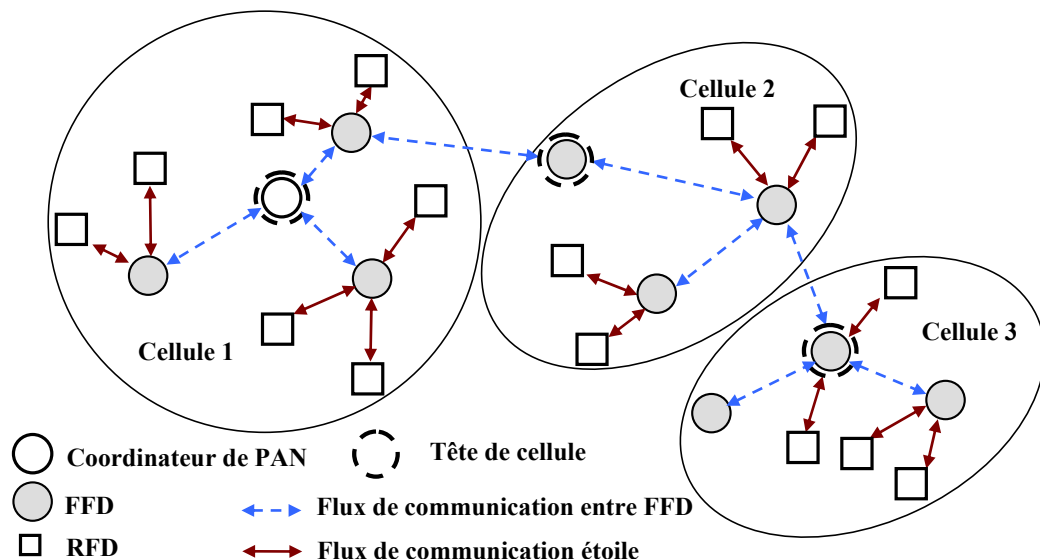 Cellule 2
Cellule 1
Cellule 3
Coordinateur de PAN
Tête de cellule
FFD
Flux de communication entre FFD
RFD
Flux de communication étoile